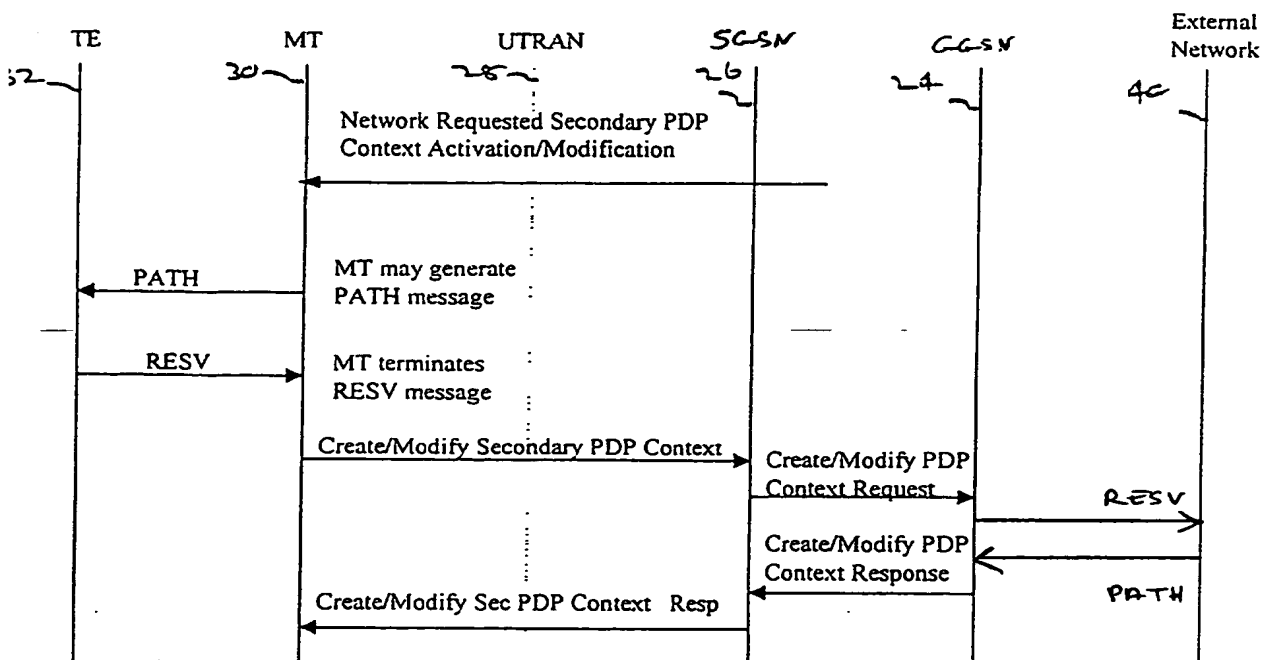 External
Network
TE
MT
UTRAN
SGSN
GGSN
32
30
28
26
24
40
Network Requested Secondary PDP
Context Activation/Modification
PATH
MT may generate
PATH message
RESV
MT terminates
RESV message
Create/Modify Secondary PDP Context
Create/Modify PDP
Context Request
RESV
Create/Modify PDP
Context Response
PATH
Create/Modify Sec PDP Context Resp